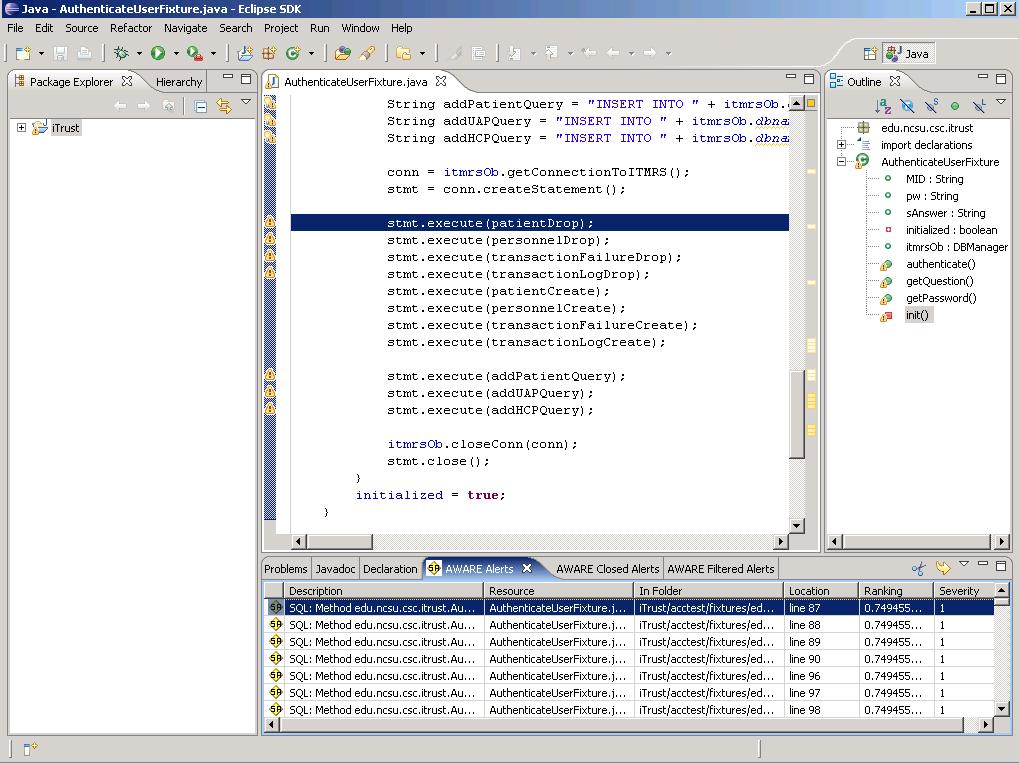 Java - AuthenticateUserFixture.java - Eclipse SDK
File Edit Source Refactor Navigate Search Project Run Window Help
Java
Package Explorer Hierarchy
iTrust
AuthenticateUserFixture.java
String addPatientQuery = "INSERT INTO " + itmrsOb.
String addUAPQuery = "INSERT INTO " + itmrsOb.dbna
String addHCPQuery = "INSERT INTO " + itmrsOb.dbna
conn = itmrsOb.getConnectionToITMRS();
stmt = conn.createStatement();
stmt.execute(patientDrop);
stmt.execute(personnelDrop);
stmt.execute(transactionFailureDrop);
stmt.execute(transactionLogDrop);
stmt.execute(patientCreate);
stmt.execute(personnelCreate);
stmt.execute(transactionFailureCreate);
stmt.execute(transactionLogCreate);
stmt.execute(addPatientQuery);
stmt.execute(addUAPQuery);
stmt.execute(addHCPQuery);
itmrsOb.closeConn(conn);
stmt.close();
}
initialized = true;
}
Outline
edu.ncsu.csc.itrust
import declarations
AuthenticateUserFixture
MID : String
pw : String
sAnswer : String
initialized : boolean
itmrsOb : DBManager
authenticate()
getQuestion()
getPassword()
init()
Problems Javadoc Declaration AWARE Alerts AWARE Closed Alerts AWARE Filtered Alerts
Description Resource In Folder Location Ranking Severity
SQL: Method edu.ncsu.csc.itrust.Au... AuthenticateUserFixture.j... iTrust/acctest/fixtures/ed... line 87 0.749455... 1
SQL: Method edu.ncsu.csc.itrust.Au... AuthenticateUserFixture.j... iTrust/acctest/fixtures/ed... line 88 0.749455... 1
SQL: Method edu.ncsu.csc.itrust.Au... AuthenticateUserFixture.j... iTrust/acctest/fixtures/ed... line 89 0.749455... 1
SQL: Method edu.ncsu.csc.itrust.Au... AuthenticateUserFixture.j... iTrust/acctest/fixtures/ed... line 90 0.749455... 1
SQL: Method edu.ncsu.csc.itrust.Au... AuthenticateUserFixture.j... iTrust/acctest/fixtures/ed... line 96 0.749455... 1
SQL: Method edu.ncsu.csc.itrust.Au... AuthenticateUserFixture.j... iTrust/acctest/fixtures/ed... line 97 0.749455... 1
SQL: Method edu.ncsu.csc.itrust.Au... AuthenticateUserFixture.j... iTrust/acctest/fixtures/ed... line 98 0.749455... 1